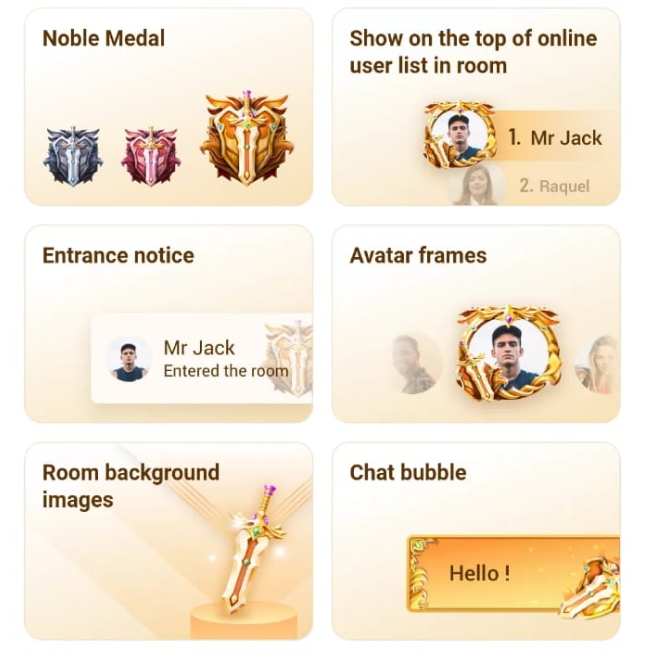 Noble Medal
Show on the top of online
user list in room
1. Mr Jack
2. Raquel
Entrance notice
Mr Jack
Entered the room
Avatar frames
Room background
images
Chat bubble
Hello !